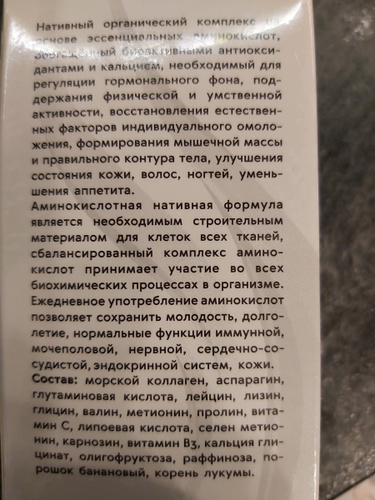 Нативный органический комплекс на
основе эссенциальных аминокислот,
обогащенный биоактивными антиокси-
дантами и кальцием, необходимый для
регуляции гормонального фона, под-
держания физической и умственной
активности, восстановления естествен-
ных факторов индивидуального омоло-
жения, формирования мышечной массы
и правильного контура тела, улучшения
состояния кожи, волос, ногтей, умень-
шения аппетита.
Аминокислотная нативная формула
является необходимым строительным
материалом для клеток всех тканей,
сбалансированный комплекс амино-
кислот принимает участие во всех
биохимических процессах в организме.
Ежедневное употребление аминокислот
позволяет сохранить молодость, долго-
летие, нормальные функции иммунной,
мочеполовой, нервной, сердечно-со-
судистой, эндокринной систем, кожи.
Состав: морской коллаген, аспарагин,
глутаминовая кислота, лейцин, лизин,
глицин, валин, метионин, пролин, вита-
мин С, липоевая кислота, селен метио-
нин, карнозин, витамин В3, кальция гли-
цинат, олигофруктоза, раффиноза, по-
рошок банановый, корень лукумы.